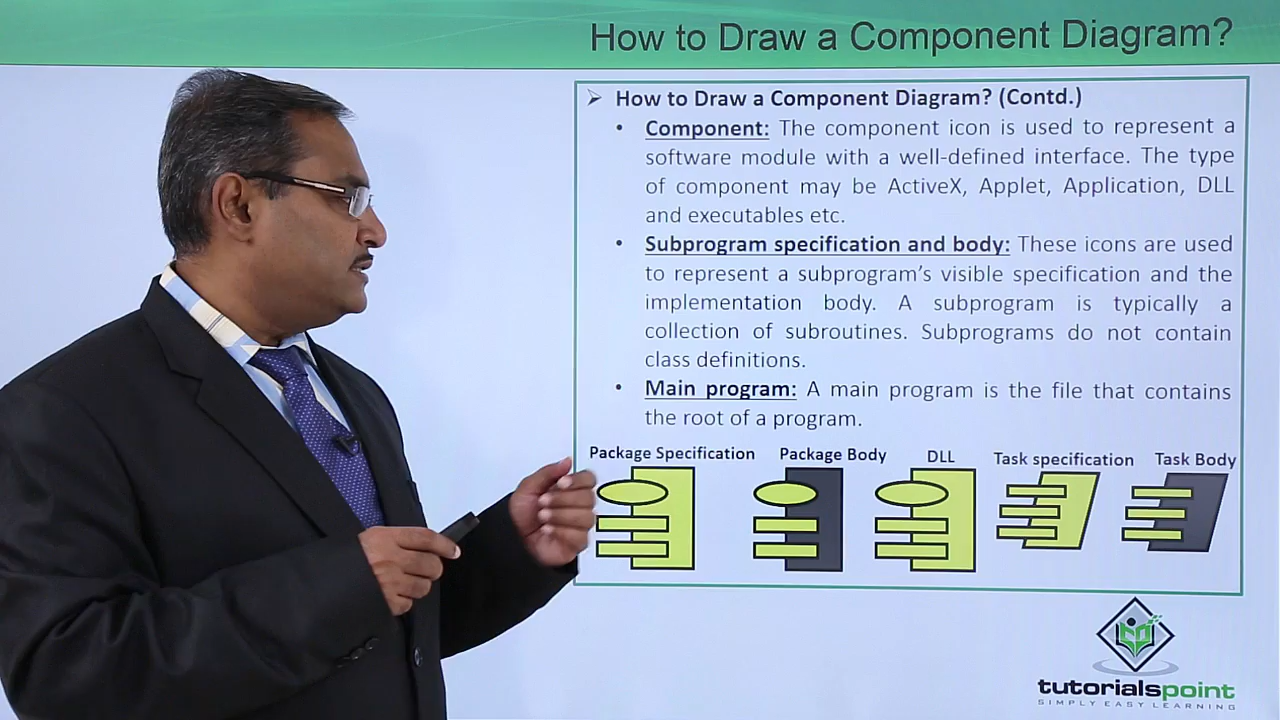 How to Draw a Component Diagram?
➢ How to Draw a Component Diagram? (Contd.)
• Component: The component icon is used to represent a
software module with a well-defined interface. The type
of component may be ActiveX, Applet, Application, DLL
and executables etc.
• Subprogram specification and body: These icons are used
to represent a subprogram’s visible specification and the
implementation body. A subprogram is typically a
collection of subroutines. Subprograms do not contain
class definitions.
• Main program: A main program is the file that contains
the root of a program.
Package Specification Package Body DLL Task specification Task Body
tutorialspoint
SIMPLY EASY LEARNING